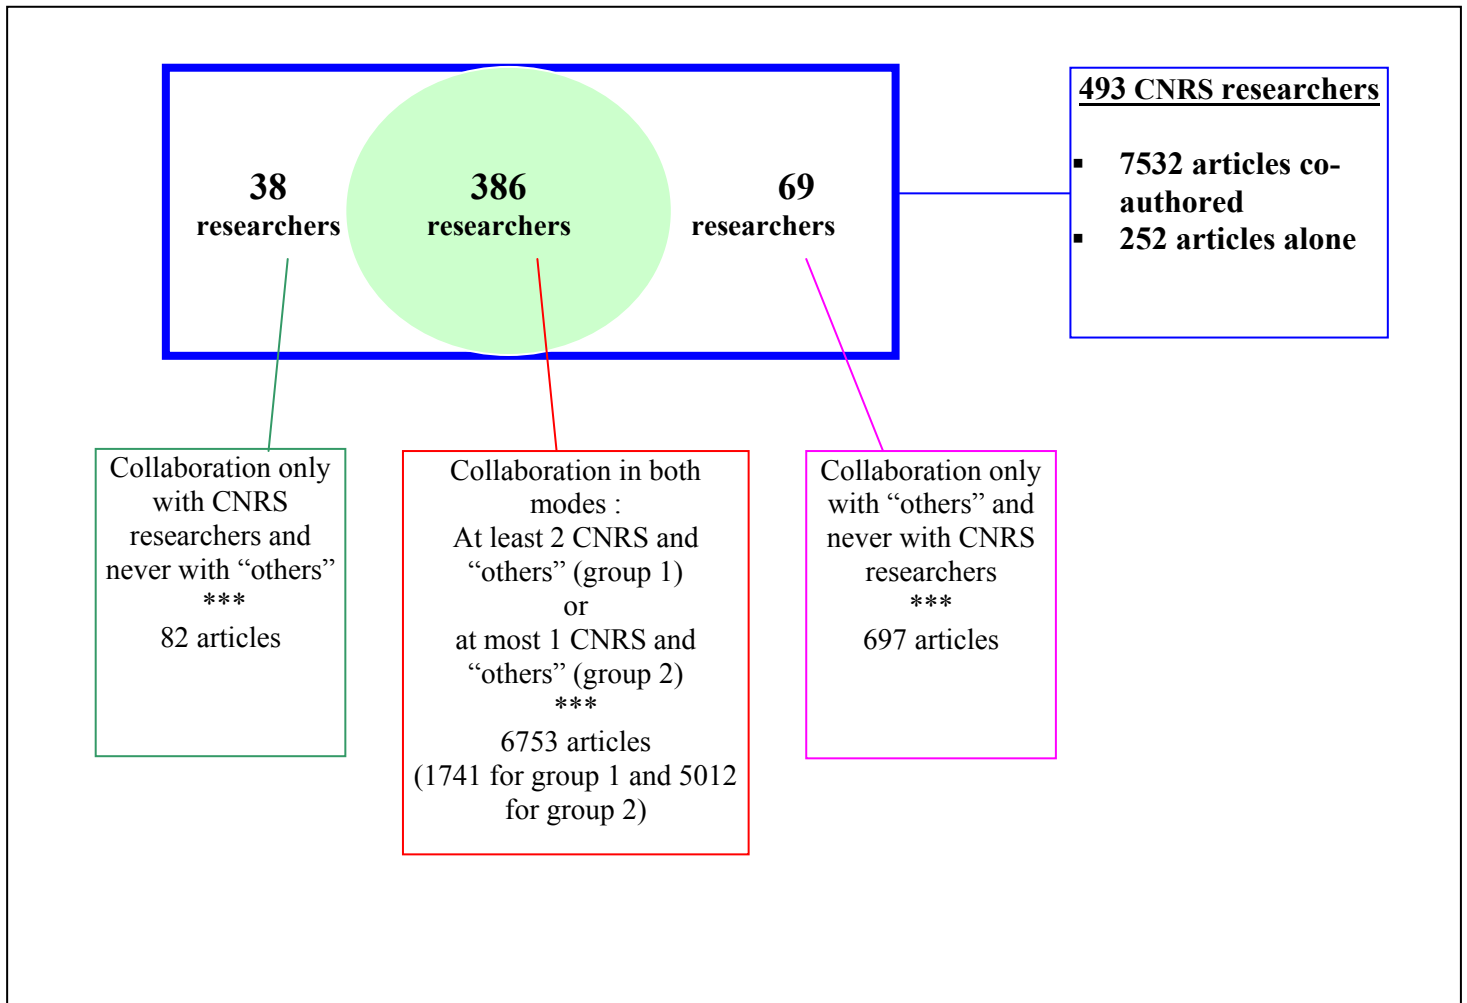 38
researchers
386
researchers
69
researchers
493 CNRS researchers
▪ 7532 articles co-
authored
▪ 252 articles alone
Collaboration only
with CNRS
researchers and
never with “others”
***
82 articles
Collaboration in both
modes :
At least 2 CNRS and
“others” (group 1)
or
at most 1 CNRS and
“others” (group 2)
***
6753 articles
(1741 for group 1 and 5012
for group 2)
Collaboration only
with “others” and
never with CNRS
researchers
***
697 articles